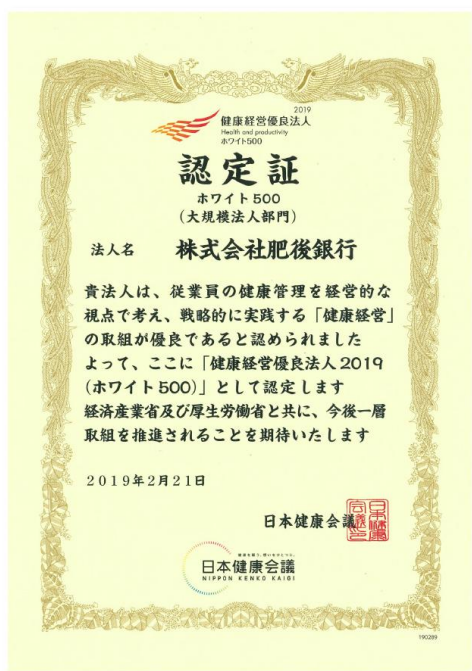 2019
健康経営優良法人
Health and productivity
ホワイト500
認定証
ホワイト500
(大規模法人部門)
法人名 株式会社肥後銀行
貴法人は、従業員の健康管理を経営的な
視点で考え、戦略的に実践する「健康経営」
の取組が優良であると認められました
よって、ここに「健康経営優良法人2019
(ホワイト500)」として認定します
経済産業省及び厚生労働省と共に、今後一層
取組を推進されることを期待いたします
2019年2月21日
日本健康会議
日本健康会議
NIPPON KENKO KAIGI
190289